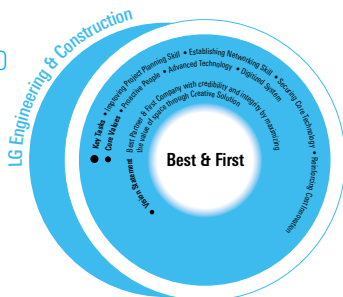 LG Engineering & Construction
• Key Tasks • Improving Project Planning Skill • Establishing Networking Skill • Securing Core Technology • Reinforcing Cost Innovation
• Core Values • Proactive People • Advanced Technology • Digitized System
• Vision Statement Best Partner & First Company with credibility and integrity by maximizing
the value of space through Creative Solution
Best & First